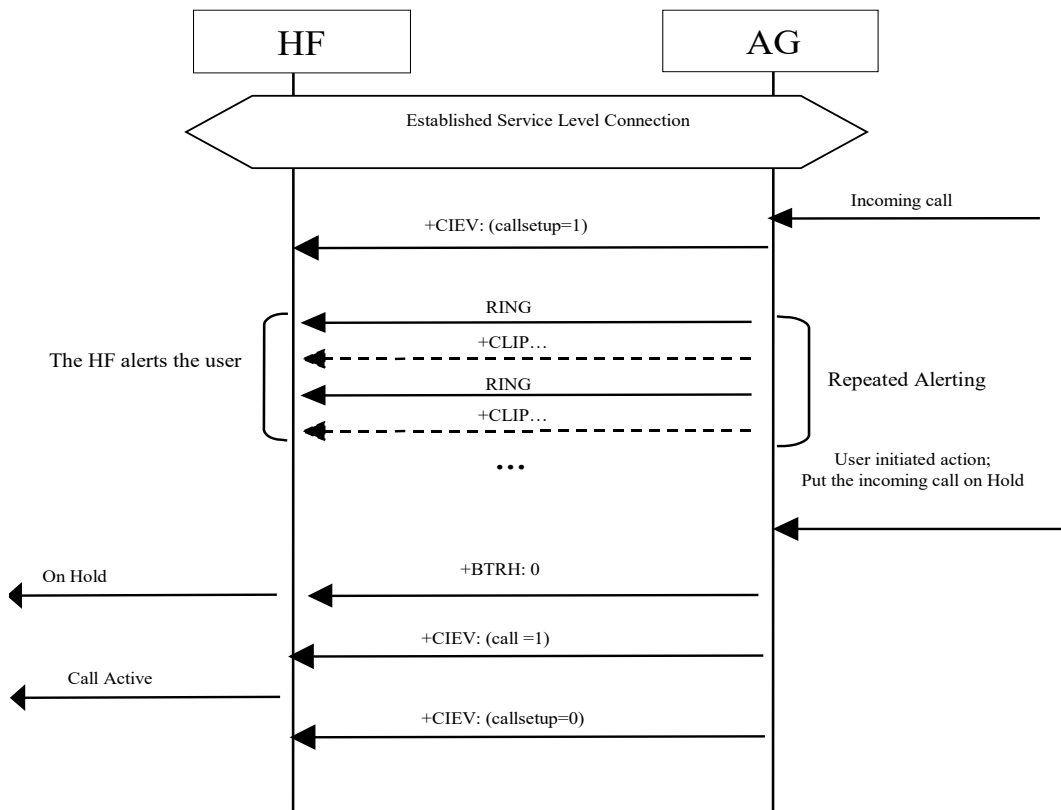 HF
AG
Established Service Level Connection
Incoming call
+CIEV: (callsetup=1)
RING
+CLIP…
The HF alerts the user
RING
Repeated Alerting
+CLIP…
...
User initiated action;
Put the incoming call on Hold
On Hold
+BTRH: 0
+CIEV: (call =1)
Call Active
+CIEV: (callsetup=0)